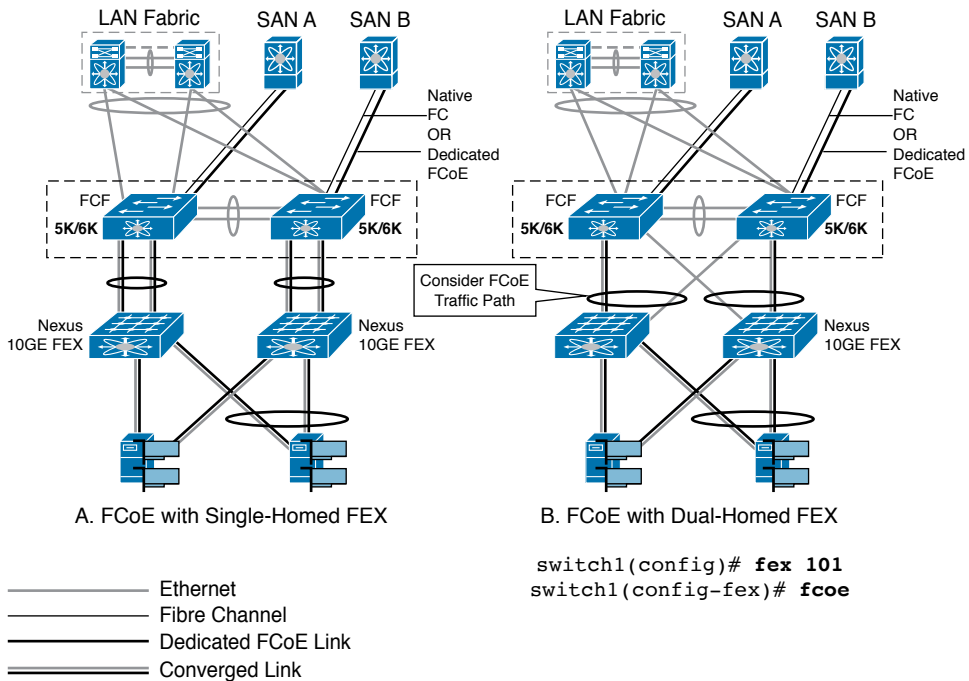 LAN Fabric
SAN A
SAN B
Native
FC
OR
Dedicated
FCoE
FCF
FCF
5K/6K
5K/6K
Nexus
10GE FEX
Nexus
10GE FEX
A. FCoE with Single-Homed FEX
LAN Fabric
SAN A
SAN B
Native
FC
OR
Dedicated
FCoE
FCF
FCF
5K/6K
5K/6K
Consider FCoE
Traffic Path
Nexus
10GE FEX
B. FCoE with Dual-Homed FEX
switch1(config)# fex 101
switch1(config-fex)# fcoe
Ethernet
Fibre Channel
Dedicated FCoE Link
Converged Link